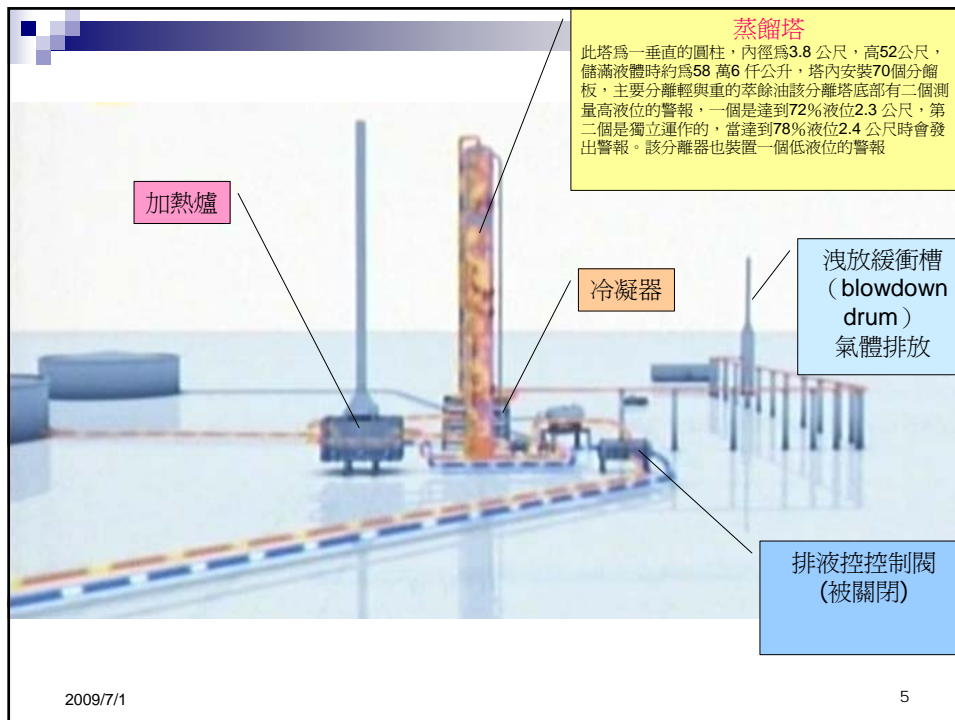 蒸餾塔
此塔爲一垂直的圓柱，內徑爲3.8 公尺，高52公尺，
儲滿液體時約爲58 萬6 仟公升，塔內安裝70個分餾
板，主要分離輕與重的萃餘油該分離塔底部有二個測
量高液位的警報，一個是達到72%液位2.3 公尺，第
二個是獨立運作的，當達到78%液位2.4 公尺時會發
出警報。該分離器也裝置一個低液位的警報
加熱爐
冷凝器
洩放緩衝槽
（blowdown
drum）
氣體排放
排液控控制閥
(被關閉)
2009/7/1
5